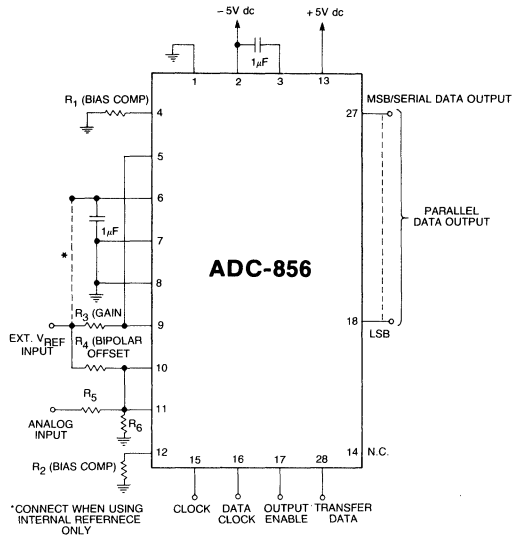 – 5V dc
+ 5V dc
1μF
1
2
3
13
R1 (BIAS COMP)
4
27
MSB/SERIAL DATA OUTPUT
5
6
1μF
7
PARALLEL
DATA OUTPUT
*
ADC-856
8
R3 (GAIN
9
18
LSB
EXT. VREF
INPUT
R4 (BIPOLAR
OFFSET
10
R5
11
ANALOG
INPUT
R6
12
14
N.C.
R2 (BIAS COMP)
15
16
17
28
*CONNECT WHEN USING
INTERNAL REFERNECE
ONLY
CLOCK
DATA
CLOCK
OUTPUT
ENABLE
TRANSFER
DATA